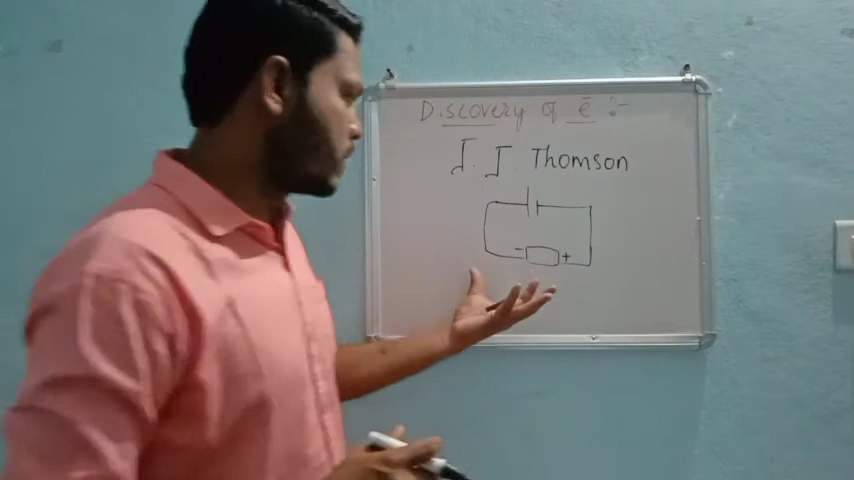 Discovery of ē :-
J. J. Thomson
- +